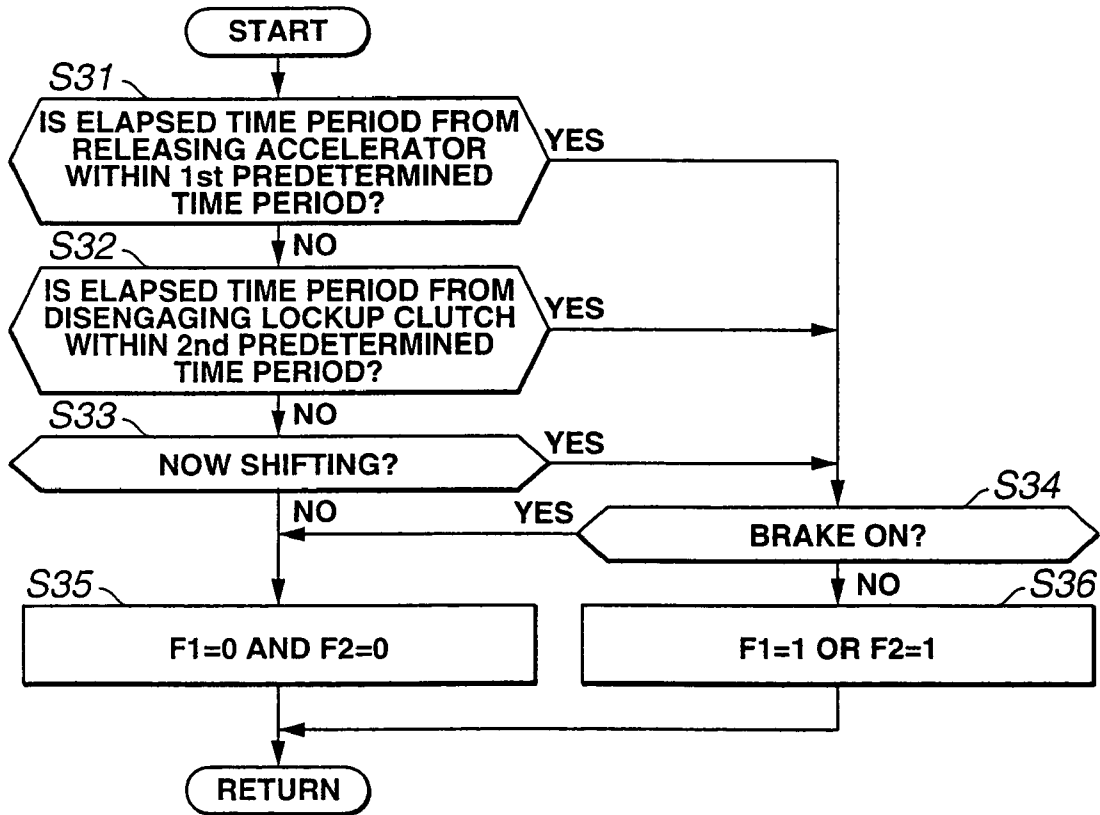 START
S31
IS ELAPSED TIME PERIOD FROM
RELEASING ACCELERATOR
WITHIN 1st PREDETERMINED
TIME PERIOD?
YES
NO
S32
IS ELAPSED TIME PERIOD FROM
DISENGAGING LOCKUP CLUTCH
WITHIN 2nd PREDETERMINED
TIME PERIOD?
YES
NO
S33
NOW SHIFTING?
YES
NO
S34
BRAKE ON?
YES
NO
S35
F1=0 AND F2=0
S36
F1=1 OR F2=1
RETURN